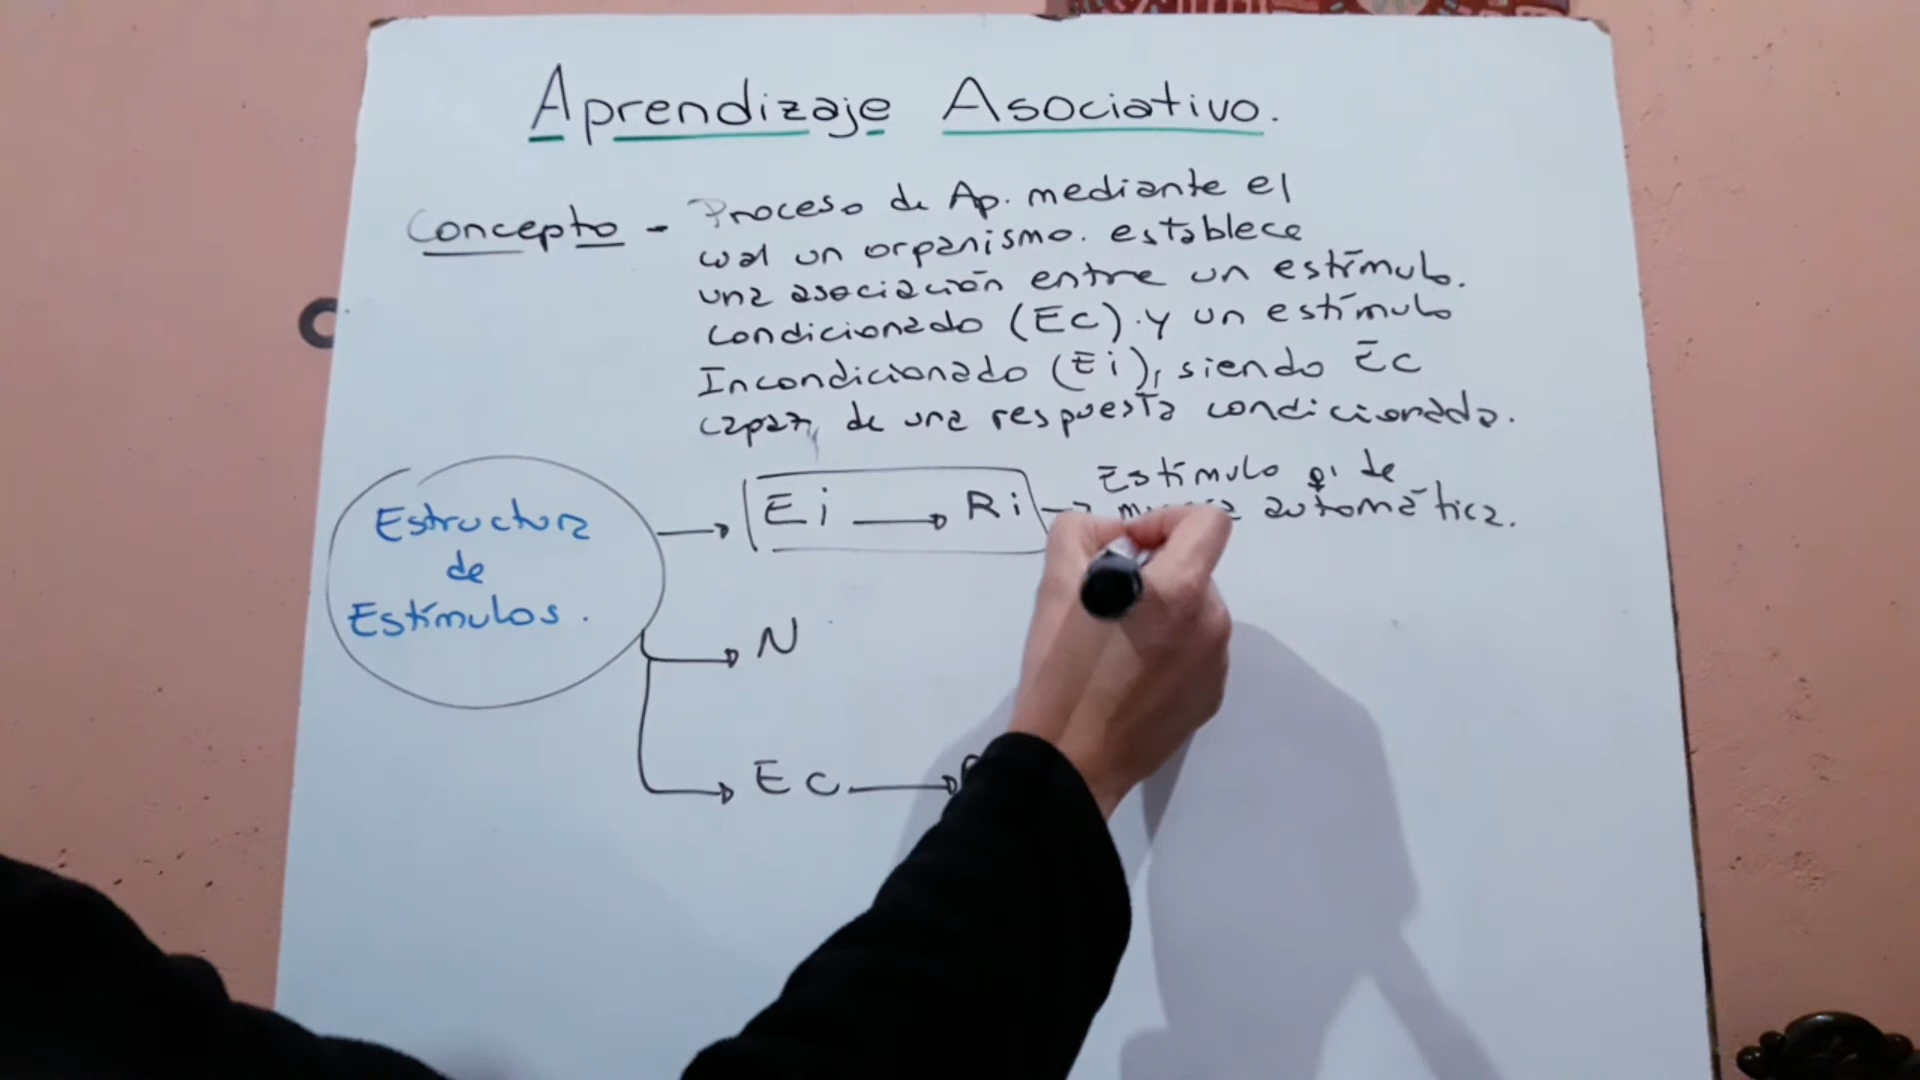 Aprendizaje Asociativo.
Concepto - Proceso de Ap. mediante el
cual un organismo. establece
una asociación entre un estímulo.
condicionado (Ec). y un estímulo
Incondicionado (Ei), siendo Ec
capaz, de una respuesta condicionada.
Estructura
de
Estímulos.
Ei → Ri → Estímulo q' de
automática.
N
Ec →